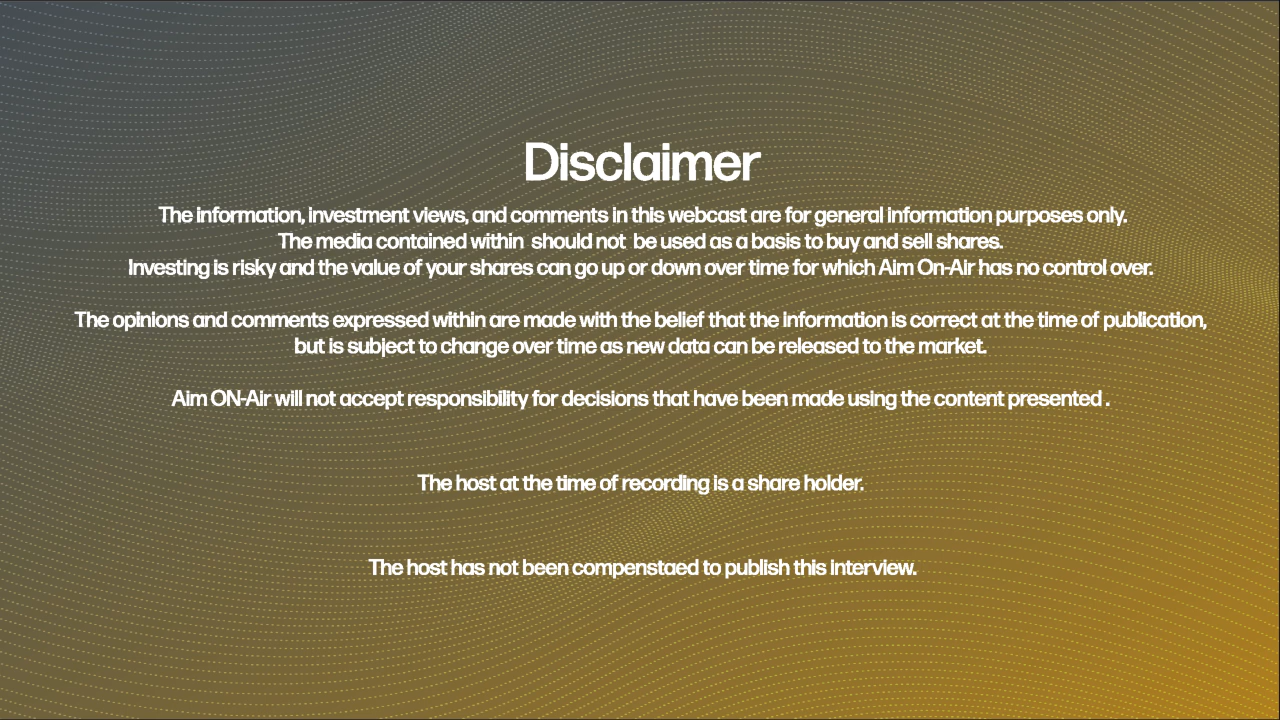 Disclaimer
The information, investment views, and comments in this webcast are for general information purposes only.
The media contained within  should not  be used as a basis to buy and sell shares.
Investing is risky and the value of your shares can go up or down over time for which Aim On-Air has no control over.
The opinions and comments expressed within are made with the belief that the information is correct at the time of publication,
but is subject to change over time as new data can be released to the market.
Aim ON-Air will not accept responsibility for decisions that have been made using the content presented .
The host at the time of recording is a share holder.
The host has not been compenstaed to publish this interview.